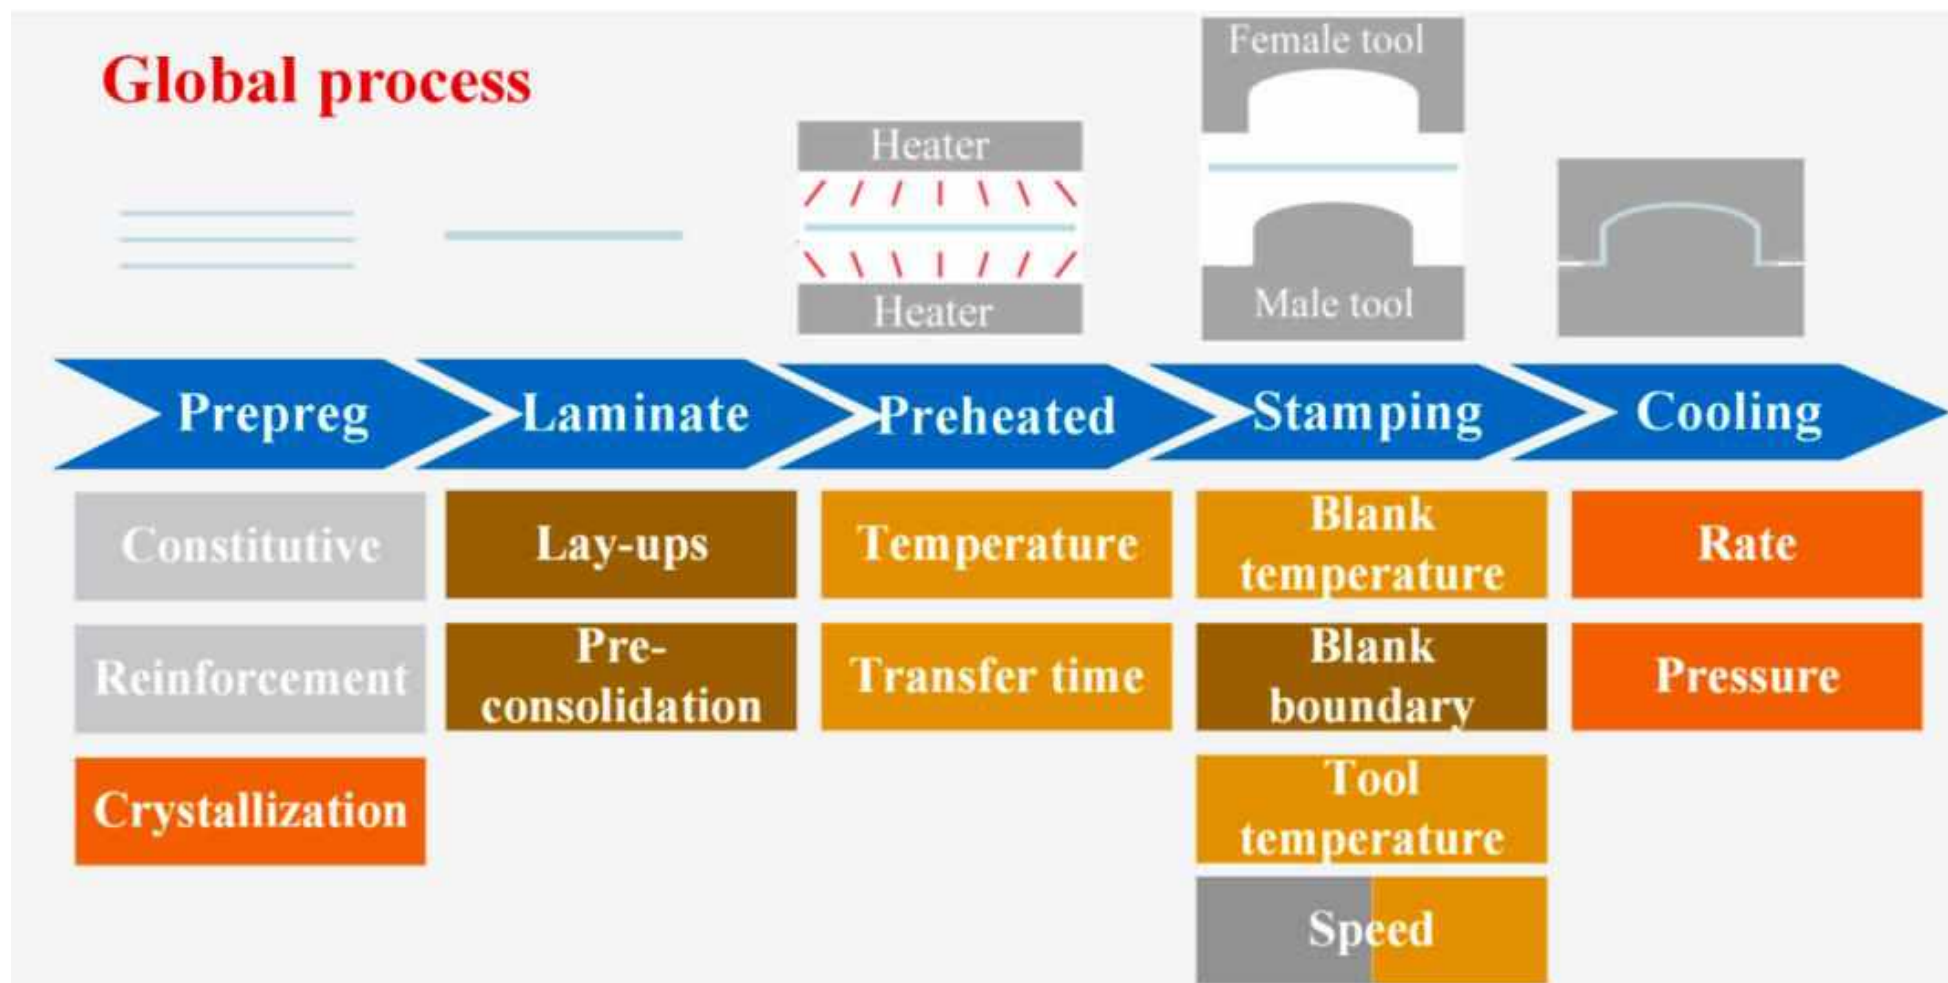 Global process
Female tool
Heater
Heater
Male tool
Prepreg
Laminate
Preheated
Stamping
Cooling
Constitutive
Lay-ups
Temperature
Blank
temperature
Rate
Reinforcement
Pre-
consolidation
Transfer time
Blank
boundary
Pressure
Crystallization
Tool
temperature
Speed